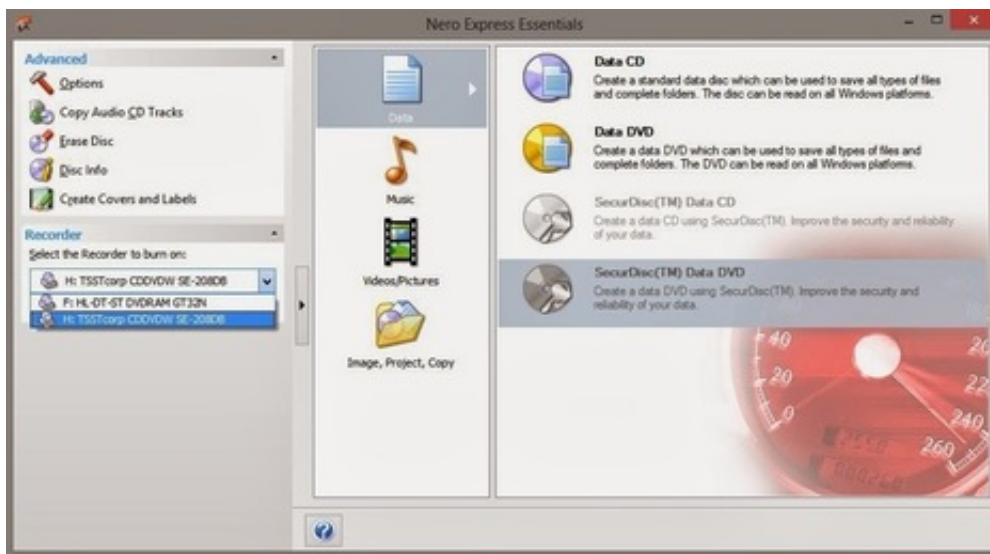 Nero Express Essentials
Advanced
Options
Copy Audio CD Tracks
Erase Disc
Disc Info
Create Covers and Labels
Recorder
Select the Recorder to burn on:
H: TSSTcorp CDDVDW SE-208DB
F: HL-DT-ST DVDRAM GT32N
H: TSSTcorp CDDVDW SE-208DB
Data
Music
Videos/Pictures
Image, Project, Copy
Data CD
Create a standard data disc which can be used to save all types of files
and complete folders. The disc can be read on all Windows platforms.
Data DVD
Create a data DVD which can be used to save all types of files and
complete folders. The DVD can be read on all Windows platforms.
SecurDisc(TM) Data CD
Create a data CD using SecurDisc(TM). Improve the security and reliability
of your data.
SecurDisc(TM) Data DVD
Create a data DVD using SecurDisc(TM). Improve the security and
reliability of your data.
40
20
0
20
22
240
260